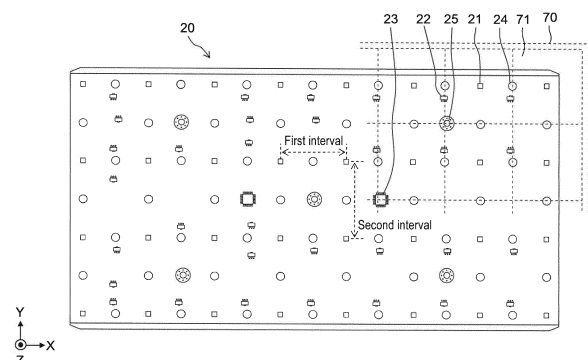 70
20
23 22 25 21 24 71
First interval
Second interval
Y
X
Z